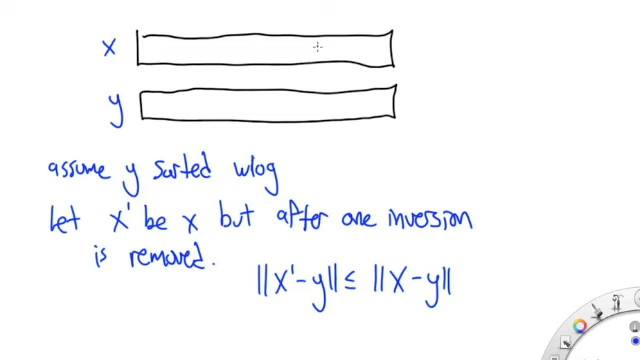 x
y
assume y sorted wlog
Let x' be x but after one inversion
is removed.
||x'-y|| ≤ ||x-y||